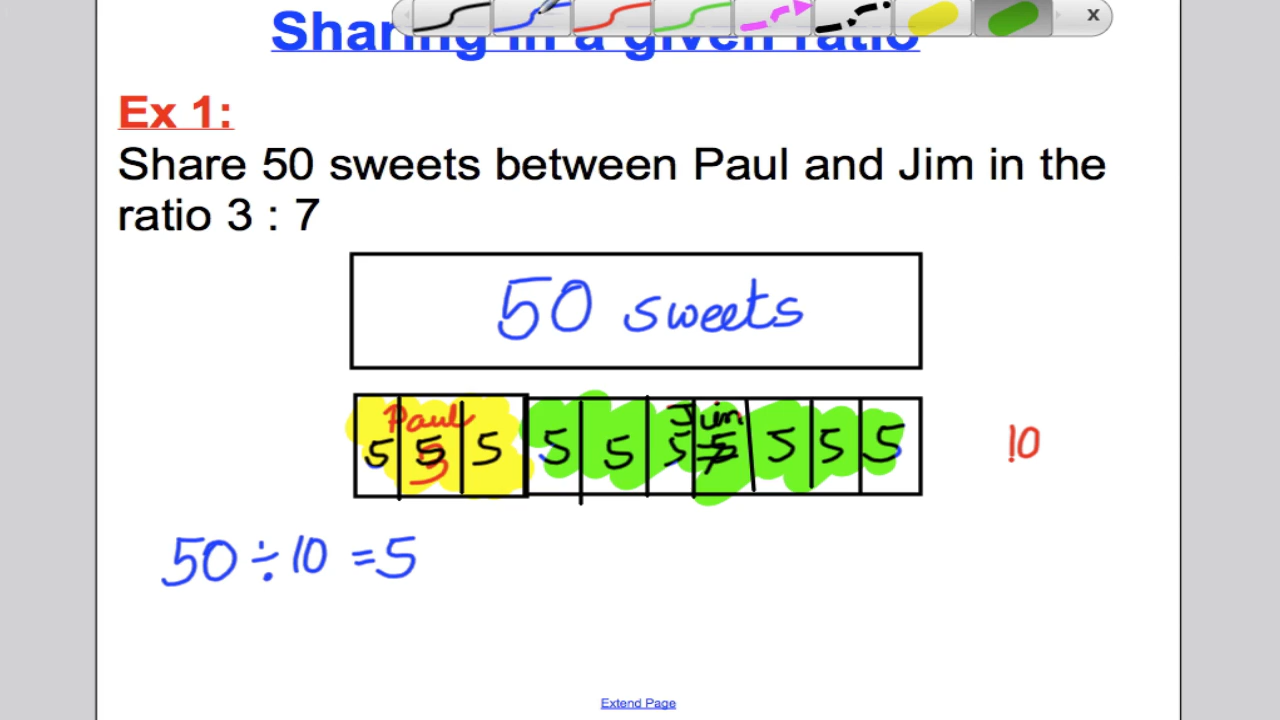 Sharing in a given ratio
x
Ex 1:
Share 50 sweets between Paul and Jim in the
ratio 3 : 7
50 sweets
Paul Jim
5 5 5 5 5 5 5 5 5 5
3 7
10
50 ÷ 10 = 5
Extend Page